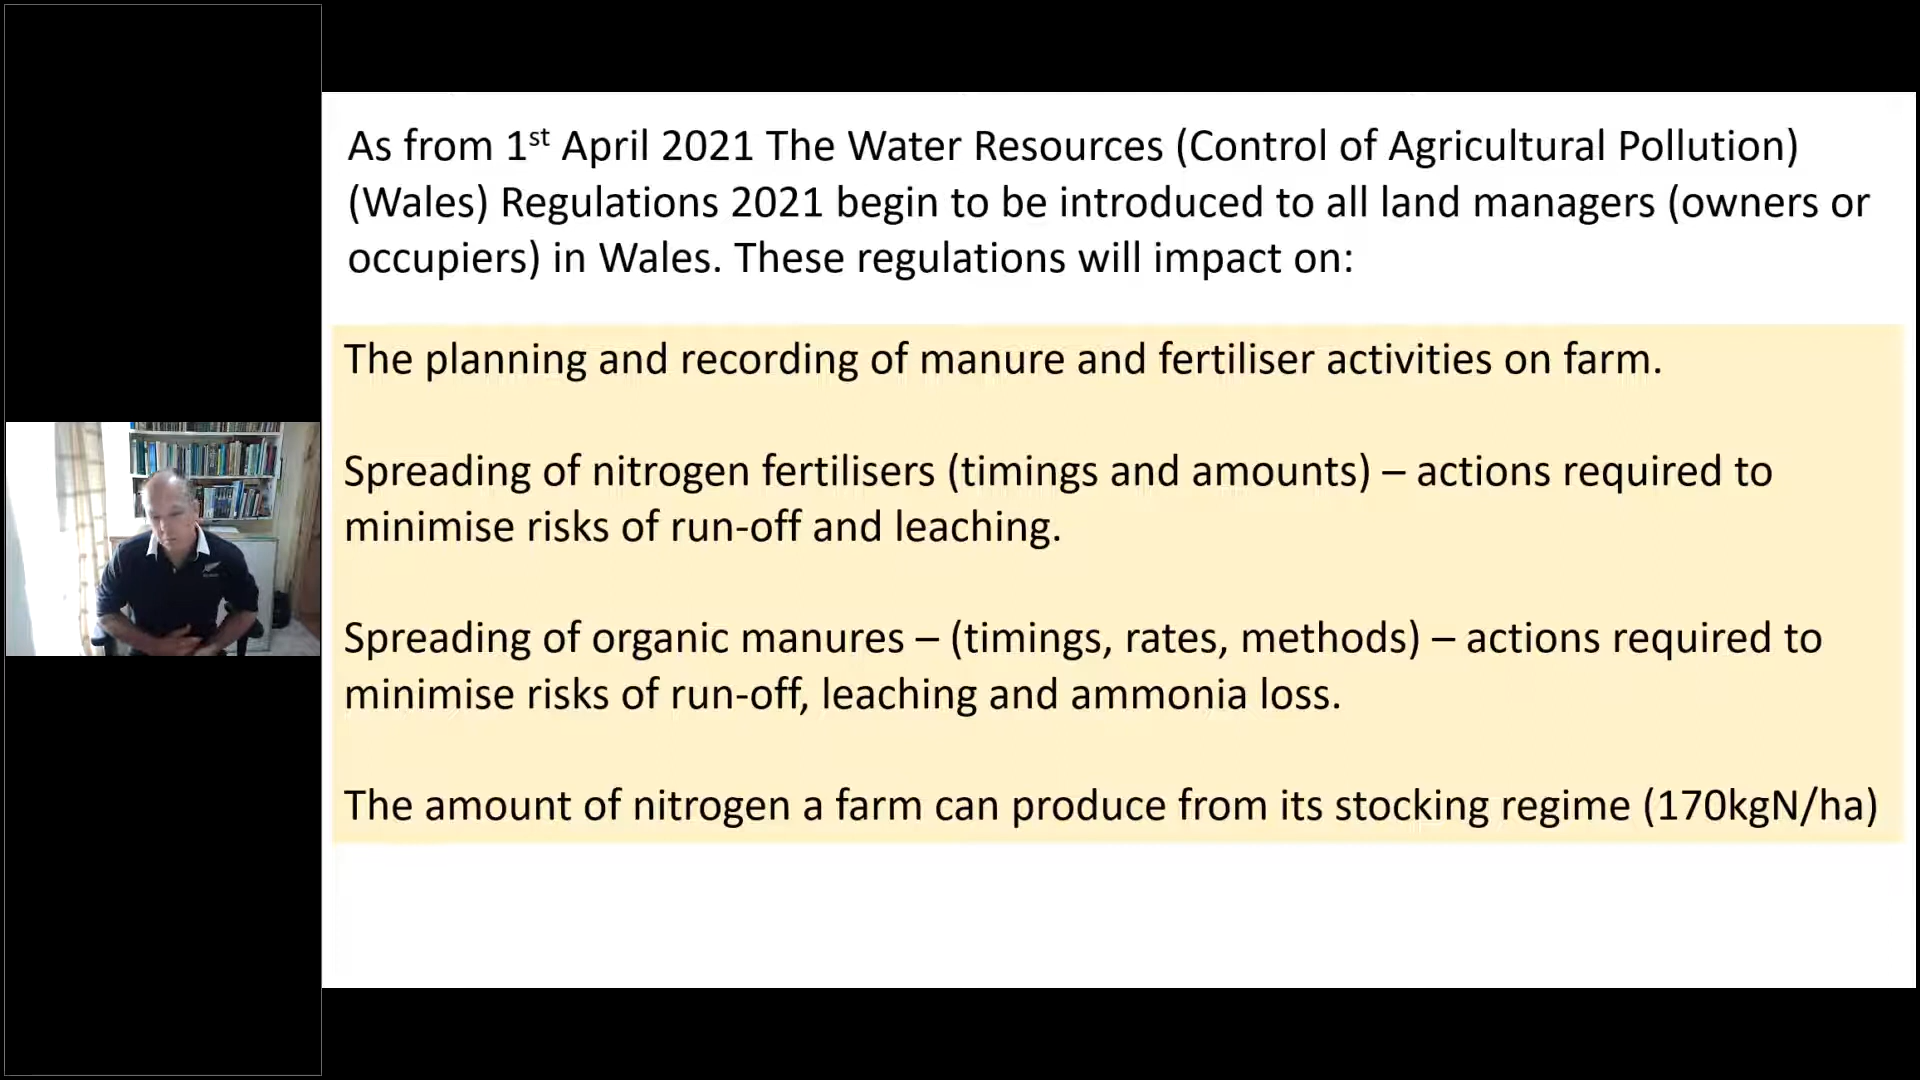 As from 1st April 2021 The Water Resources (Control of Agricultural Pollution)
(Wales) Regulations 2021 begin to be introduced to all land managers (owners or
occupiers) in Wales. These regulations will impact on:
The planning and recording of manure and fertiliser activities on farm.
Spreading of nitrogen fertilisers (timings and amounts) – actions required to
minimise risks of run-off and leaching.
Spreading of organic manures – (timings, rates, methods) – actions required to
minimise risks of run-off, leaching and ammonia loss.
The amount of nitrogen a farm can produce from its stocking regime (170kgN/ha)